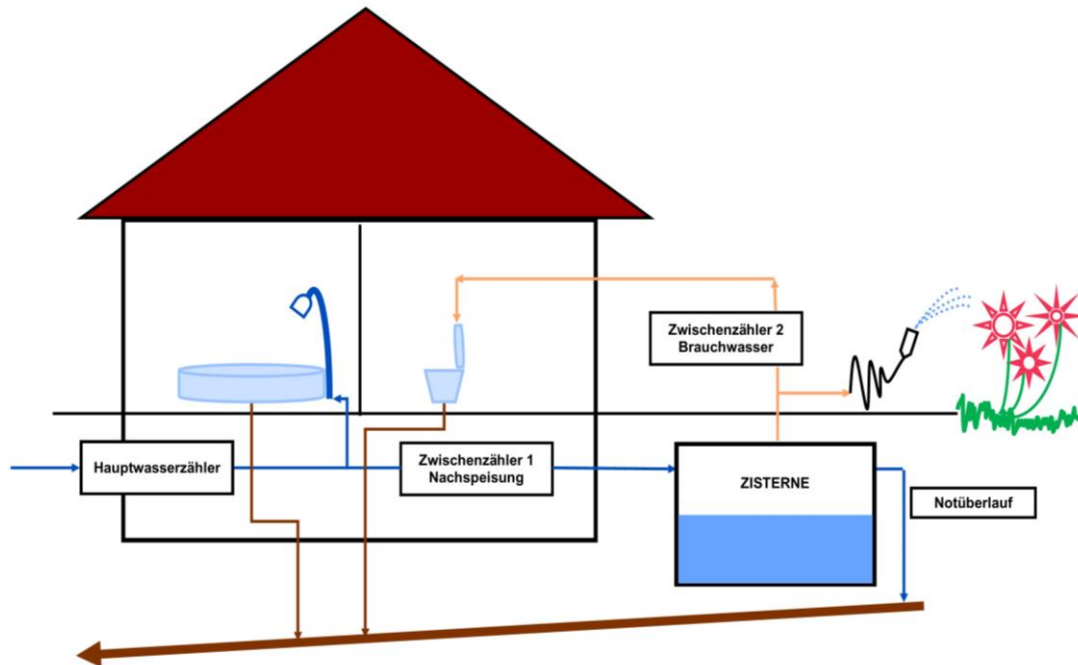 Zwischenzähler 2
Brauchwasser
Hauptwasserzähler
Zwischenzähler 1
Nachspeisung
ZISTERNE
Notüberlauf